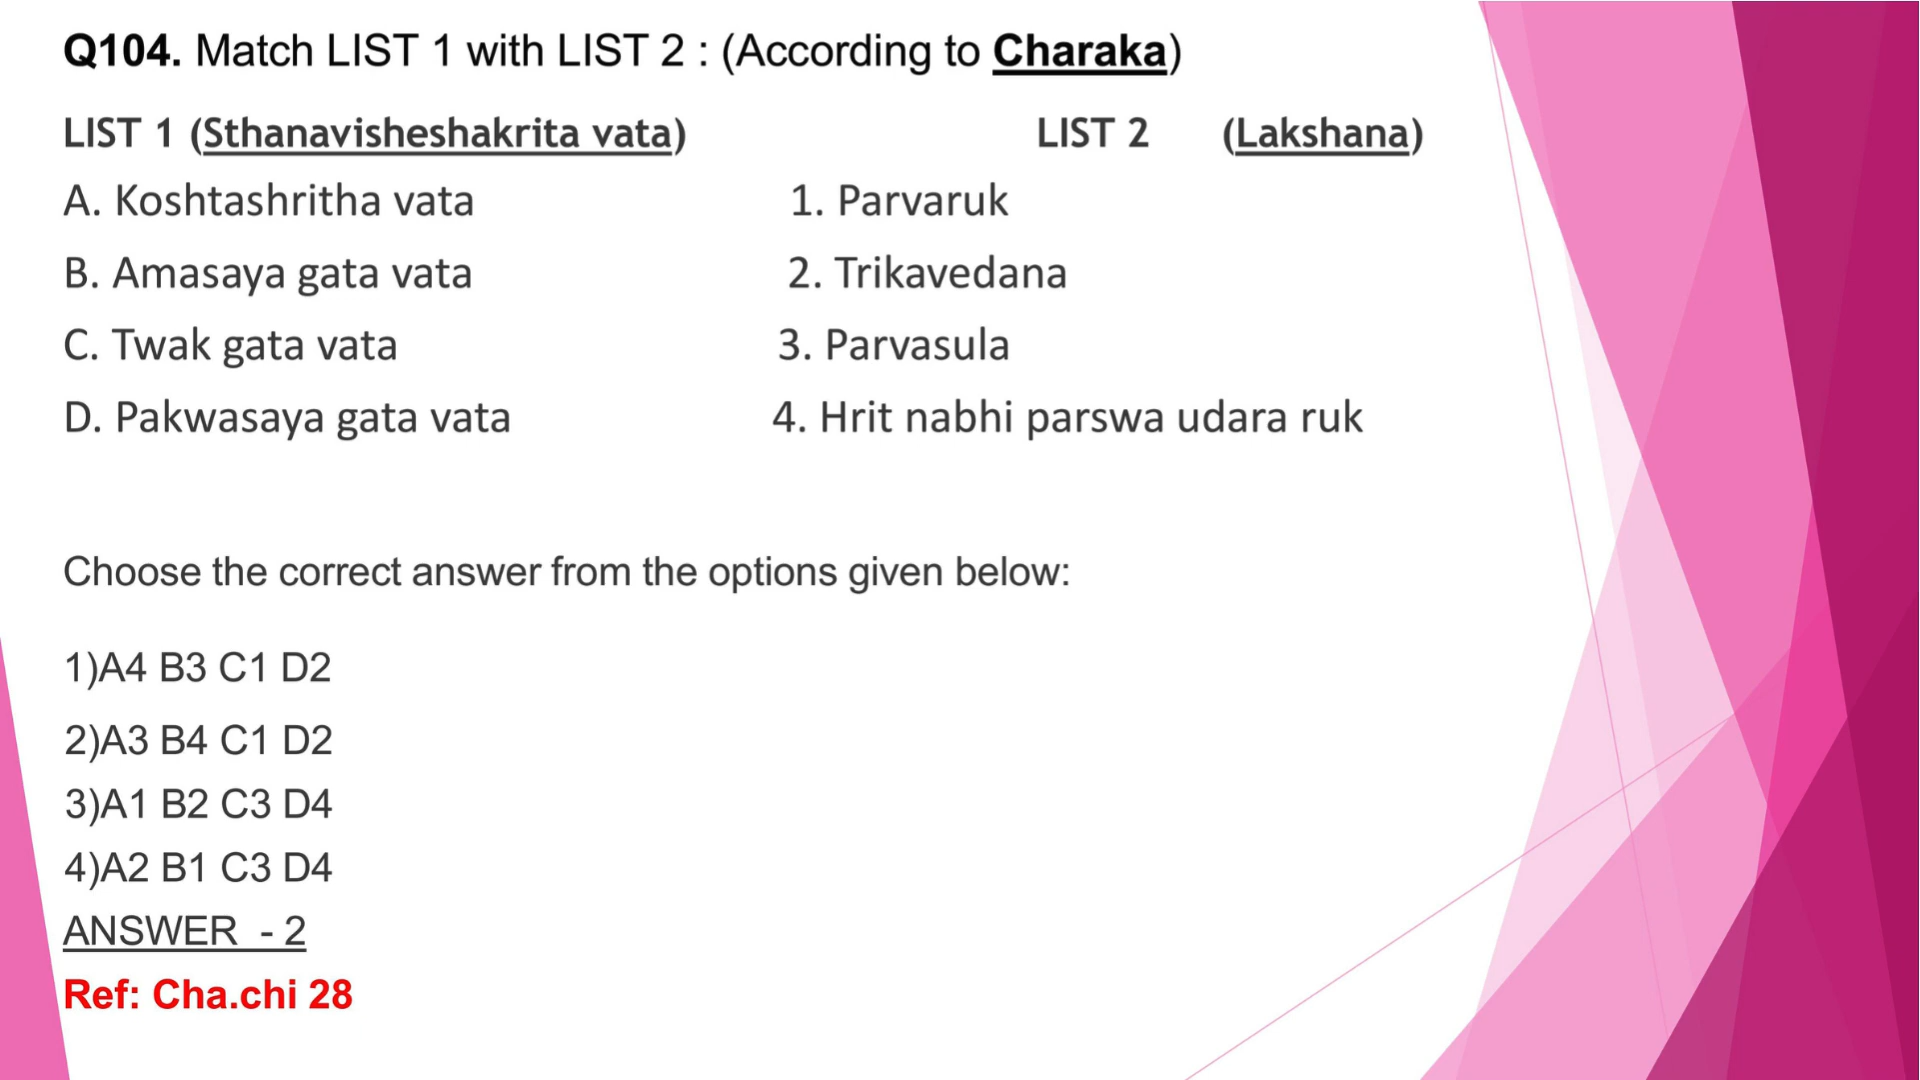 Q104. Match LIST 1 with LIST 2 : (According to Charaka)
LIST 1 (Sthanavisheshakrita vata) LIST 2 (Lakshana)
A. Koshtashritha vata 1. Parvaruk
B. Amasaya gata vata 2. Trikavedana
C. Twak gata vata 3. Parvasula
D. Pakwasaya gata vata 4. Hrit nabhi parswa udara ruk
Choose the correct answer from the options given below:
1)A4 B3 C1 D2
2)A3 B4 C1 D2
3)A1 B2 C3 D4
4)A2 B1 C3 D4
ANSWER - 2
Ref: Cha.chi 28